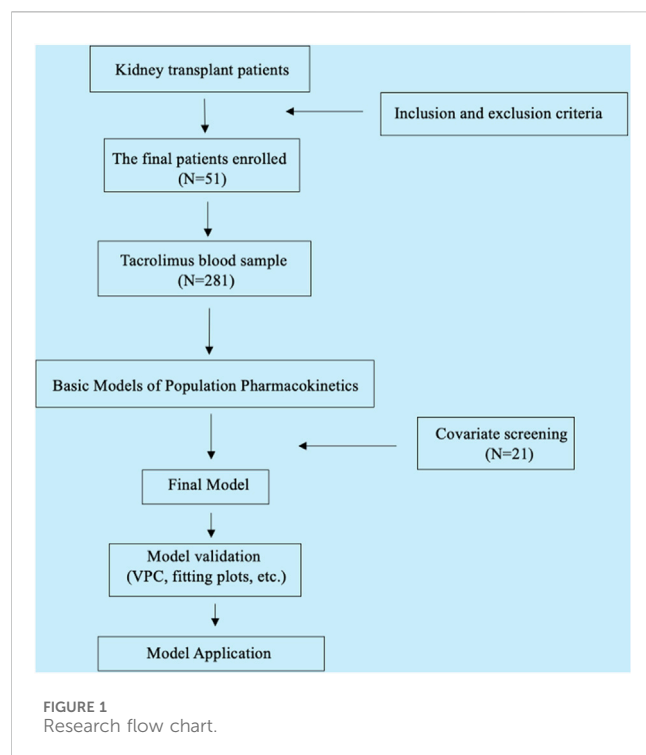 Kidney transplant patients
Inclusion and exclusion criteria
The final patients enrolled
(N=51)
Tacrolimus blood sample
(N=281)
Basic Models of Population Pharmacokinetics
Covariate screening
(N=21)
Final Model
Model validation
(VPC, fitting plots, etc.)
Model Application
FIGURE 1
Research flow chart.